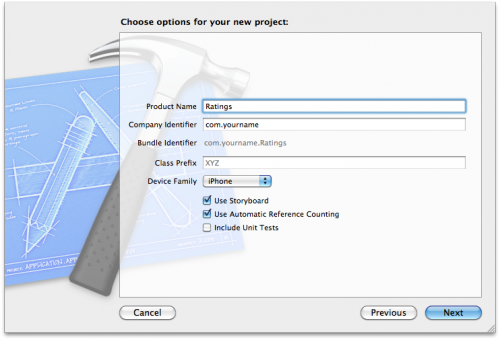 Choose options for your new project:
Product Name Ratings
Company Identifier com.yourname
Bundle Identifier com.yourname.Ratings
Class Prefix XYZ
Device Family iPhone
Use Storyboard
Use Automatic Reference Counting
Include Unit Tests
APPLICATION
Cancel Previous Next